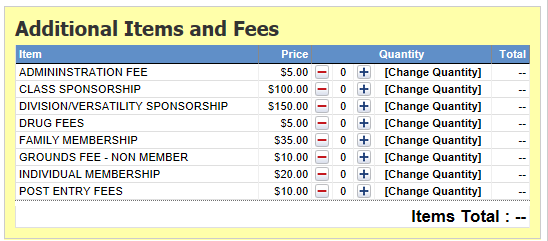 Additional Items and Fees
Item Price Quantity Total
ADMININSTRATION FEE $5.00 0 [Change Quantity] --
CLASS SPONSORSHIP $100.00 0 [Change Quantity] --
DIVISION/VERSATILITY SPONSORSHIP $150.00 0 [Change Quantity] --
DRUG FEES $5.00 0 [Change Quantity] --
FAMILY MEMBERSHIP $35.00 0 [Change Quantity] --
GROUNDS FEE - NON MEMBER $10.00 0 [Change Quantity] --
INDIVIDUAL MEMBERSHIP $20.00 0 [Change Quantity] --
POST ENTRY FEES $10.00 0 [Change Quantity] --
Items Total : --